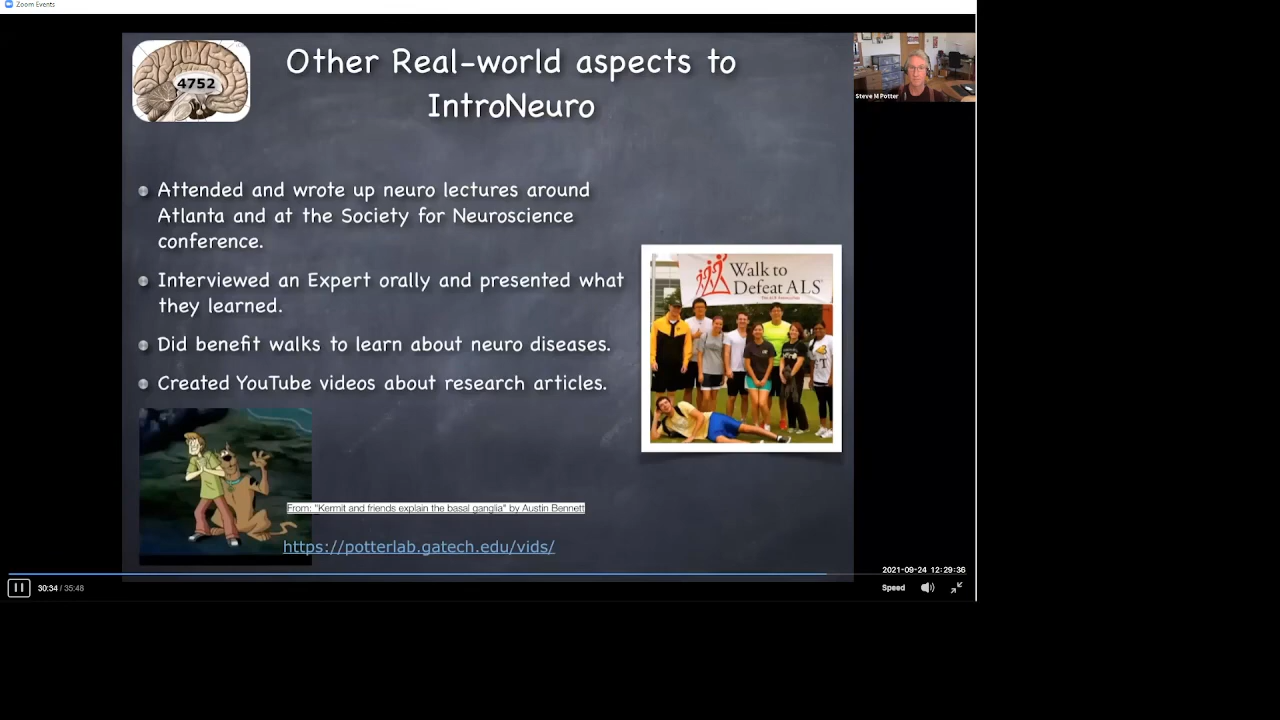 Zoom Events
4752
Other Real-world aspects to
IntroNeuro
Steve M Potter
Attended and wrote up neuro lectures around
Atlanta and at the Society for Neuroscience
conference.
Interviewed an Expert orally and presented what
they learned.
Did benefit walks to learn about neuro diseases.
Created YouTube videos about research articles.
Walk to
Defeat ALS
From: "Kermit and friends explain the basal ganglia" by Austin Bennett
https://potterlab.gatech.edu/vids/
2021-09-24 12:29:36
30:34 / 35:48
Speed